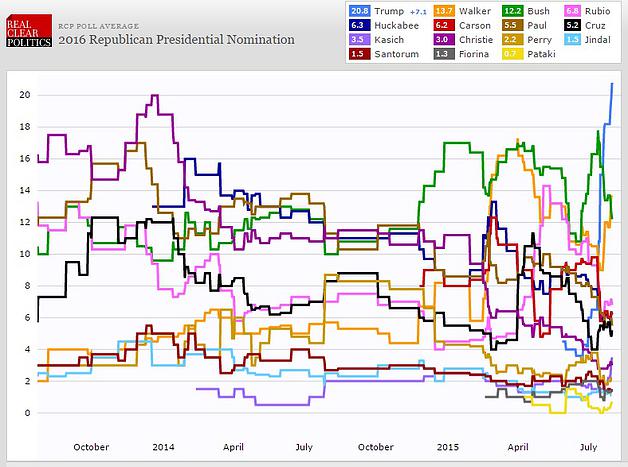 REAL
CLEAR
POLITICS
RCP POLL AVERAGE
2016 Republican Presidential Nomination
20.8 Trump +7.1
13.7 Walker
12.2 Bush
6.8 Rubio
6.3 Huckabee
6.2 Carson
5.5 Paul
5.2 Cruz
3.5 Kasich
3.0 Christie
2.2 Perry
1.5 Jindal
1.5 Santorum
1.3 Fiorina
0.7 Pataki
20
18
16
14
12
10
8
6
4
2
0
October
2014
April
July
October
2015
April
July